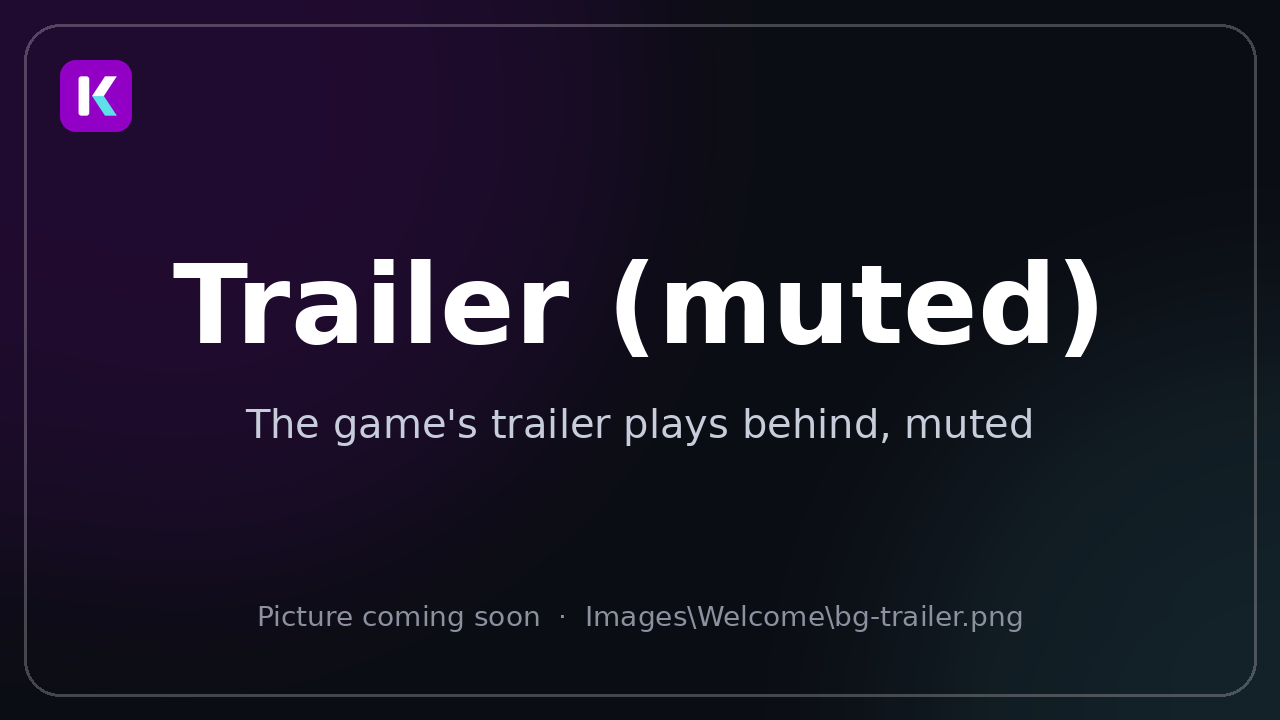 K
Trailer (muted)
The game's trailer plays behind, muted
Picture coming soon · Images\Welcome\bg-trailer.png